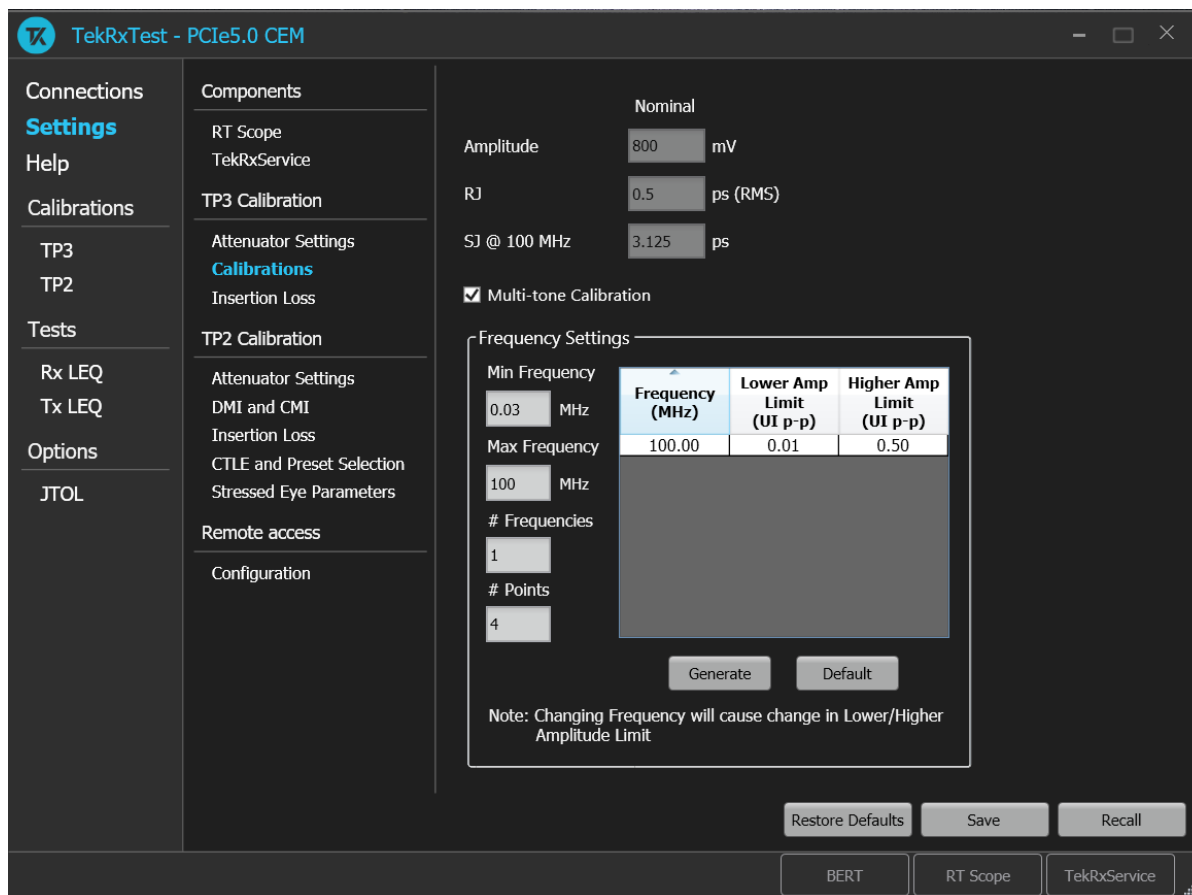 TK TekRxTest - PCIe5.0 CEM
Connections
Settings
Help
Calibrations
TP3
TP2
Tests
Rx LEQ
Tx LEQ
Options
JTOL
Components
RT Scope
TekRxService
TP3 Calibration
Attenuator Settings
Calibrations
Insertion Loss
TP2 Calibration
Attenuator Settings
DMI and CMI
Insertion Loss
CTLE and Preset Selection
Stressed Eye Parameters
Remote access
Configuration
Nominal
Amplitude 800 mV
RJ 0.5 ps (RMS)
SJ @ 100 MHz 3.125 ps
Multi-tone Calibration
Frequency Settings
Min Frequency
0.03 MHz
Max Frequency
100 MHz
# Frequencies
1
# Points
4
Frequency
(MHz)
Lower Amp
Limit
(UI p-p)
Higher Amp
Limit
(UI p-p)
100.00 0.01 0.50
Generate Default
Note: Changing Frequency will cause change in Lower/Higher
Amplitude Limit
Restore Defaults Save Recall
BERT RT Scope TekRxService